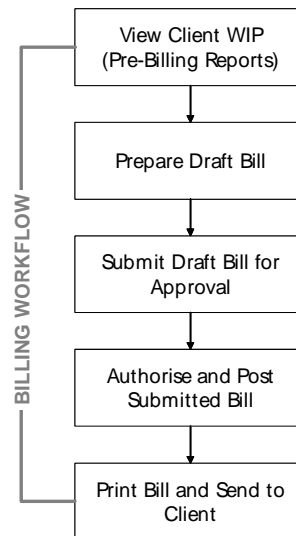 View Client WIP
(Pre-Billing Reports)
Prepare Draft Bill
Submit Draft Bill for
Approval
Authorise and Post
Submitted Bill
Print Bill and Send to
Client
BILLING WORKFLOW